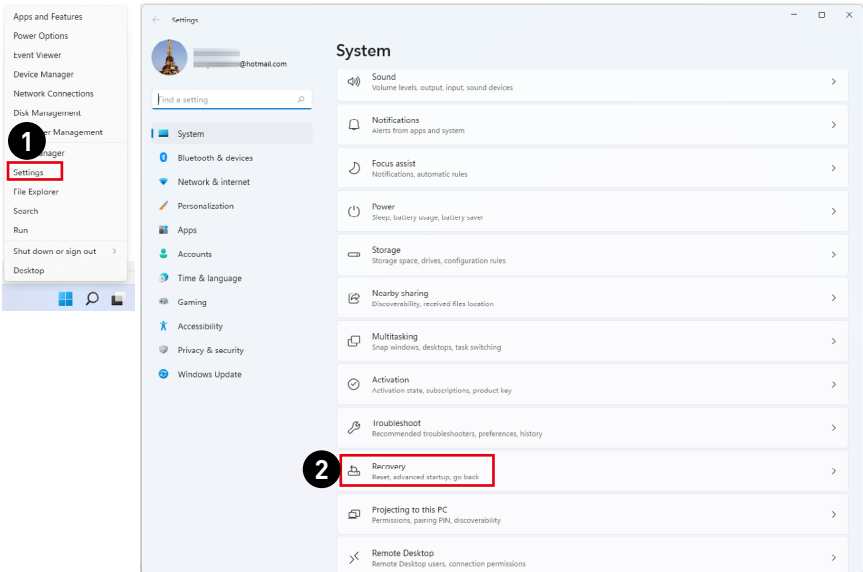 Apps and Features
Power Options
Event Viewer
Device Manager
Network Connections
Disk Management
er Management
1
anager
Settings
File Explorer
Search
Run
Shut down or sign out
Desktop
Settings
@hotmail.com
Find a setting
System
Bluetooth & devices
Network & internet
Personalization
Apps
Accounts
Time & language
Gaming
Accessibility
Privacy & security
Windows Update
System
Sound
Volume levels, output, input, sound devices
Notifications
Alerts from apps and system
Focus assist
Notifications, automatic rules
Power
Sleep, battery usage, battery saver
Storage
Storage space, drives, configuration rules
Nearby sharing
Discoverability, received files location
Multitasking
Snap windows, desktops, task switching
Activation
Activation state, subscriptions, product key
Troubleshoot
Recommended troubleshooters, preferences, history
2
Recovery
Reset, advanced startup, go back
Projecting to this PC
Permissions, pairing PIN, discoverability
Remote Desktop
Remote Desktop users, connection permissions